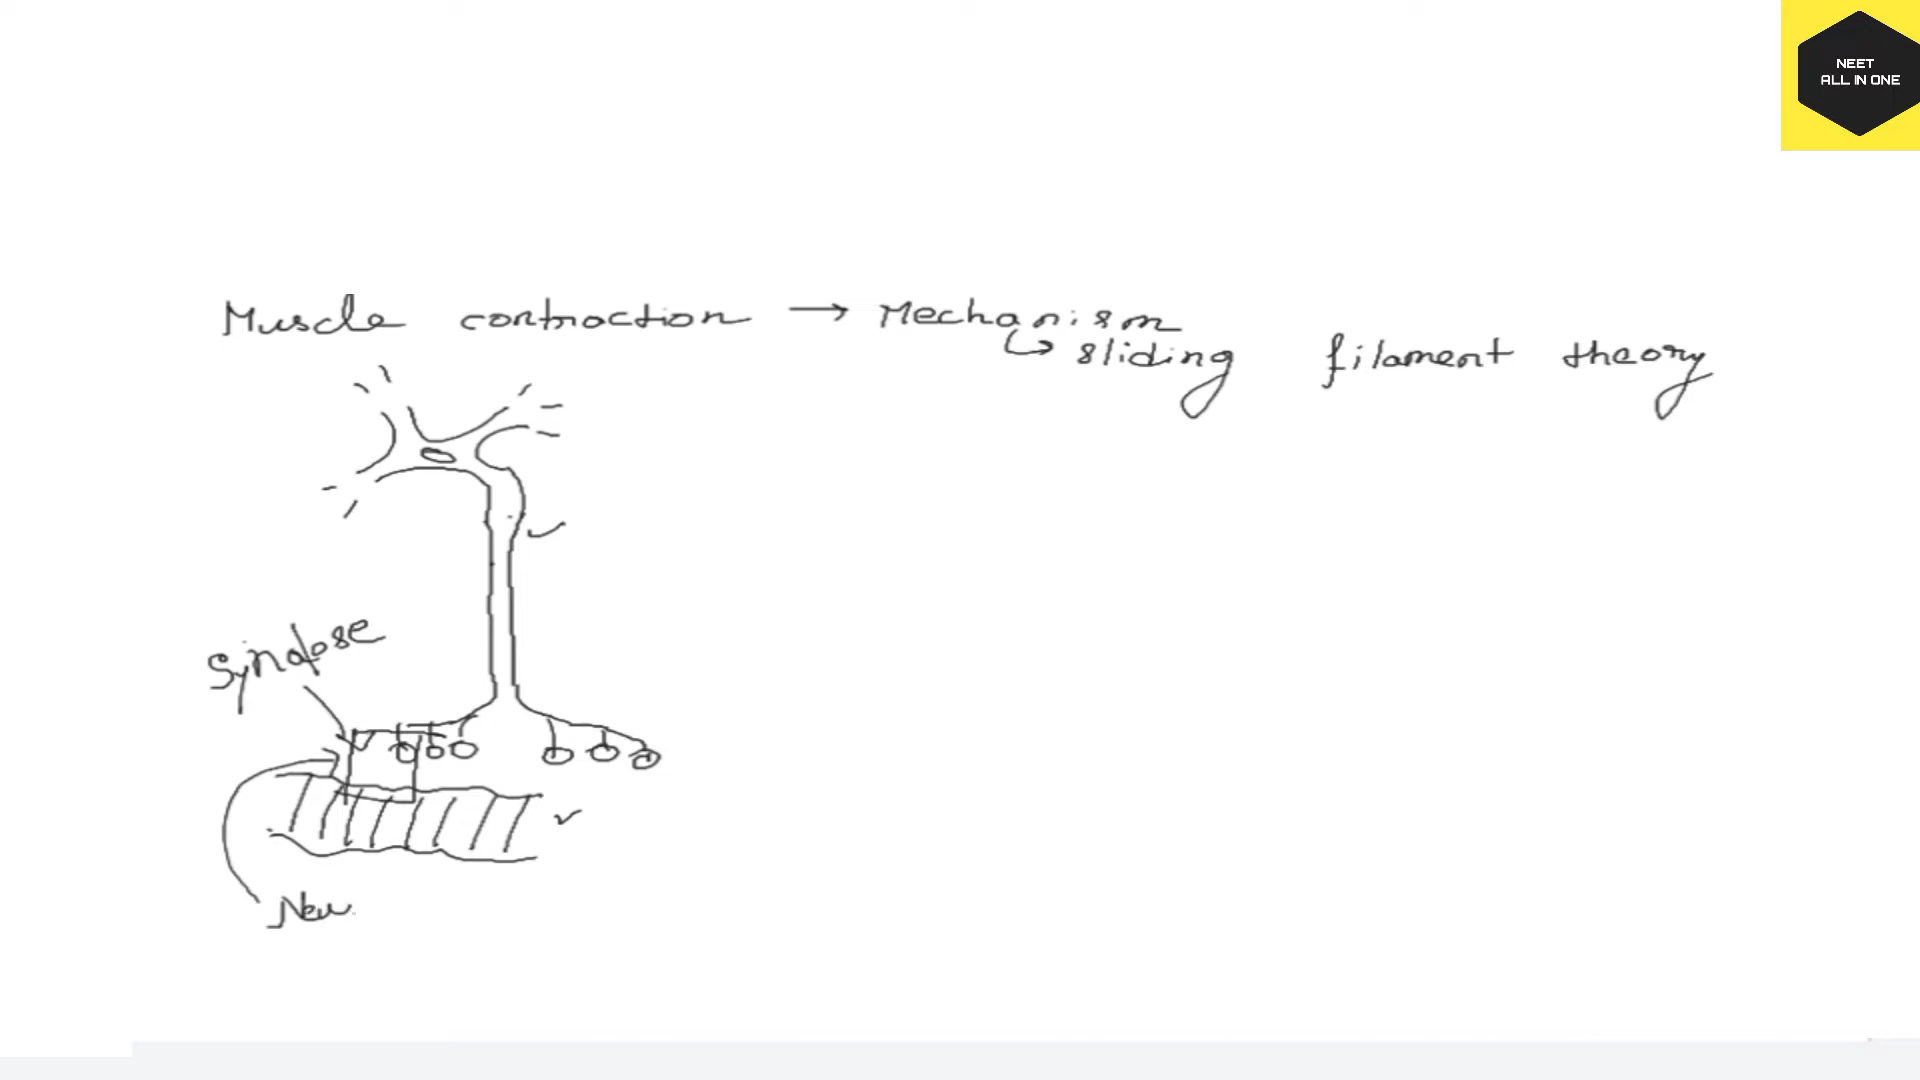 NEET
ALL IN ONE
Muscle contraction → Mechanism
↳ sliding filament theory
Synapse
Neu